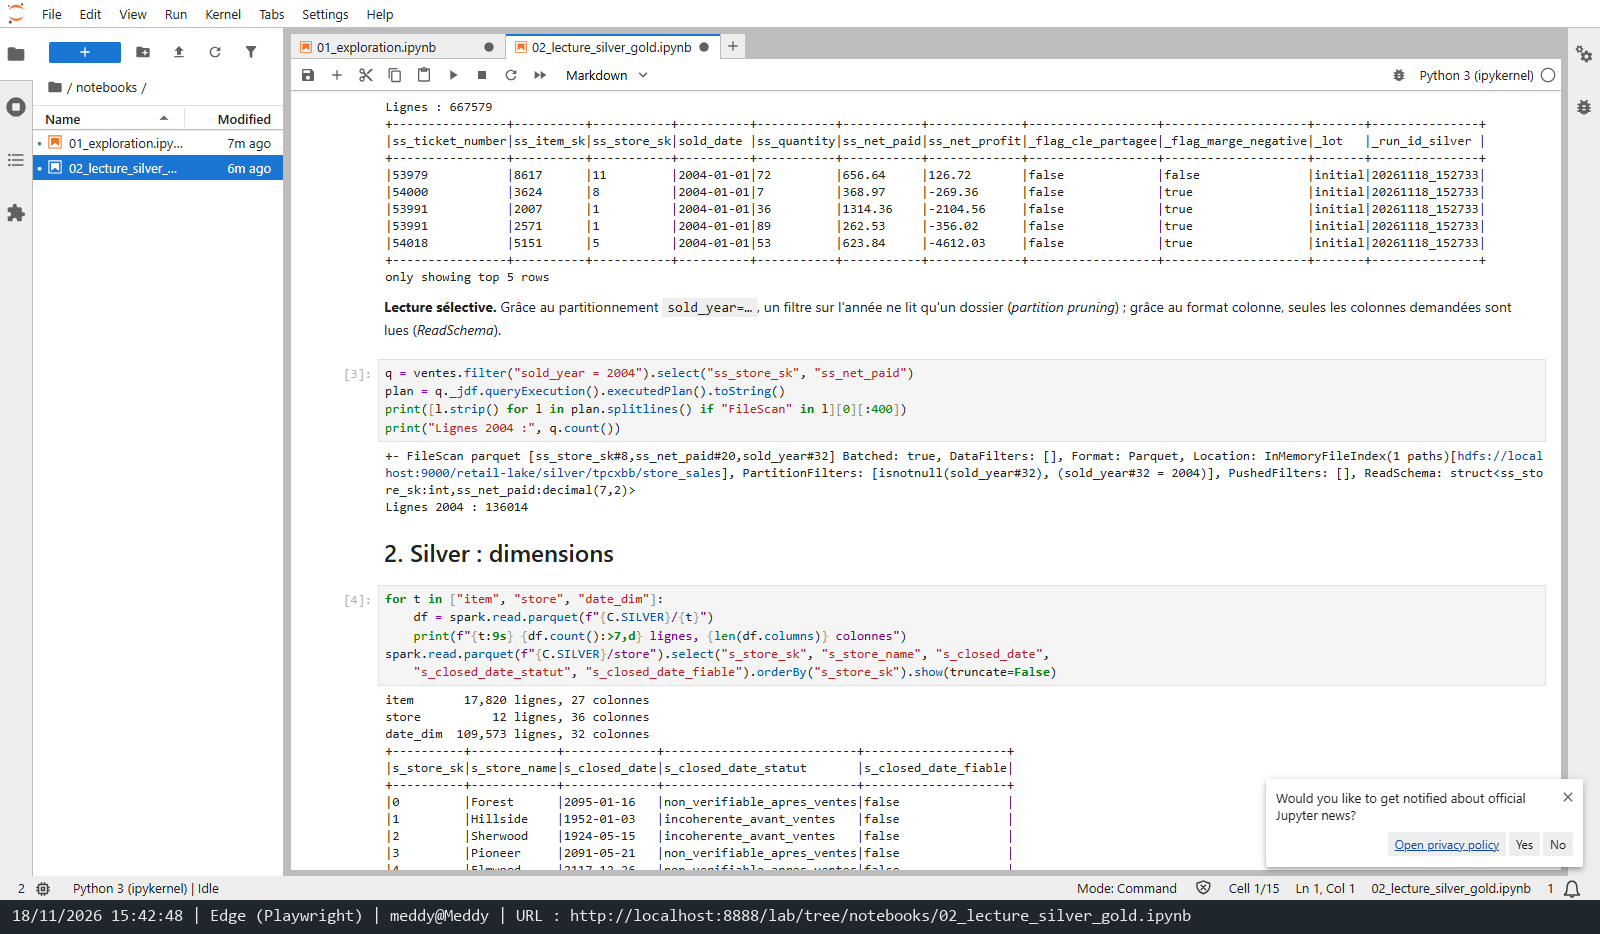 File Edit View Run Kernel Tabs Settings Help
01_exploration.ipynb
02_lecture_silver_gold.ipynb
Markdown
Python 3 (ipykernel)
/ notebooks /
Name Modified
01_exploration.ipy... 7m ago
02_lecture_silver_... 6m ago
Lignes : 667579
+----------------+----------+-----------+----------+-----------+-----------+-------------+-------------------+--------------------+-------+---------------+
|ss_ticket_number|ss_item_sk|ss_store_sk|sold_date |ss_quantity|ss_net_paid|ss_net_profit|_flag_cle_partagee|_flag_marge_negative|_lot   |_run_id_silver |
+----------------+----------+-----------+----------+-----------+-----------+-------------+-------------------+--------------------+-------+---------------+
|53979           |8617      |11         |2004-01-01|72         |656.64     |126.72       |false             |false               |initial|20261118_152733|
|54000           |3624      |8          |2004-01-01|7          |368.97     |-269.36      |false             |true                |initial|20261118_152733|
|53991           |2007      |1          |2004-01-01|36         |1314.36    |-2104.56     |false             |true                |initial|20261118_152733|
|53991           |2571      |1          |2004-01-01|89         |262.53     |-356.02      |false             |true                |initial|20261118_152733|
|54018           |5151      |5          |2004-01-01|53         |623.84     |-4612.03     |false             |true                |initial|20261118_152733|
+----------------+----------+-----------+----------+-----------+-----------+-------------+-------------------+--------------------+-------+---------------+
only showing top 5 rows
Lecture sélective. Grâce au partitionnement sold_year=…, un filtre sur l'année ne lit qu'un dossier (partition pruning) ; grâce au format colonne, seules les colonnes demandées sont
lues (ReadSchema).
[3]:
q = ventes.filter("sold_year = 2004").select("ss_store_sk", "ss_net_paid")
plan = q._jdf.queryExecution().executedPlan().toString()
print([l.strip() for l in plan.splitlines() if "FileScan" in l][0][:400])
print("Lignes 2004 :", q.count())
+- FileScan parquet [ss_store_sk#8,ss_net_paid#20,sold_year#32] Batched: true, DataFilters: [], Format: Parquet, Location: InMemoryFileIndex(1 paths)[hdfs://local
host:9000/retail-lake/silver/tpcxbb/store_sales], PartitionFilters: [isnotnull(sold_year#32), (sold_year#32 = 2004)], PushedFilters: [], ReadSchema: struct<ss_sto
re_sk:int,ss_net_paid:decimal(7,2)>
Lignes 2004 : 136014
2. Silver : dimensions
[4]:
for t in ["item", "store", "date_dim"]:
    df = spark.read.parquet(f"{C.SILVER}/{t}")
    print(f"{t:9s} {df.count():>7,d} lignes, {len(df.columns)} colonnes")
spark.read.parquet(f"{C.SILVER}/store").select("s_store_sk", "s_store_name", "s_closed_date",
    "s_closed_date_statut", "s_closed_date_fiable").orderBy("s_store_sk").show(truncate=False)
item       17,820 lignes, 27 colonnes
store          12 lignes, 36 colonnes
date_dim  109,573 lignes, 32 colonnes
+----------+------------+-------------+---------------------------+--------------------+
|s_store_sk|s_store_name|s_closed_date|s_closed_date_statut       |s_closed_date_fiable|
+----------+------------+-------------+---------------------------+--------------------+
|0         |Forest      |2095-01-16   |non_verifiable_apres_ventes|false               |
|1         |Hillside    |1952-01-03   |incoherente_avant_ventes   |false               |
|2         |Sherwood    |1924-05-15   |incoherente_avant_ventes   |false               |
|3         |Pioneer     |2091-05-21   |non_verifiable_apres_ventes|false               |
|4         |Elmwood     |2117-12-26   |non_verifiable_apres_ventes|false               |
Would you like to get notified about official
Jupyter news?
Open privacy policy Yes No
2 Python 3 (ipykernel) | Idle Mode: Command Cell 1/15 Ln 1, Col 1 02_lecture_silver_gold.ipynb 1
18/11/2026 15:42:48 | Edge (Playwright) | meddy@Meddy | URL : http://localhost:8888/lab/tree/notebooks/02_lecture_silver_gold.ipynb